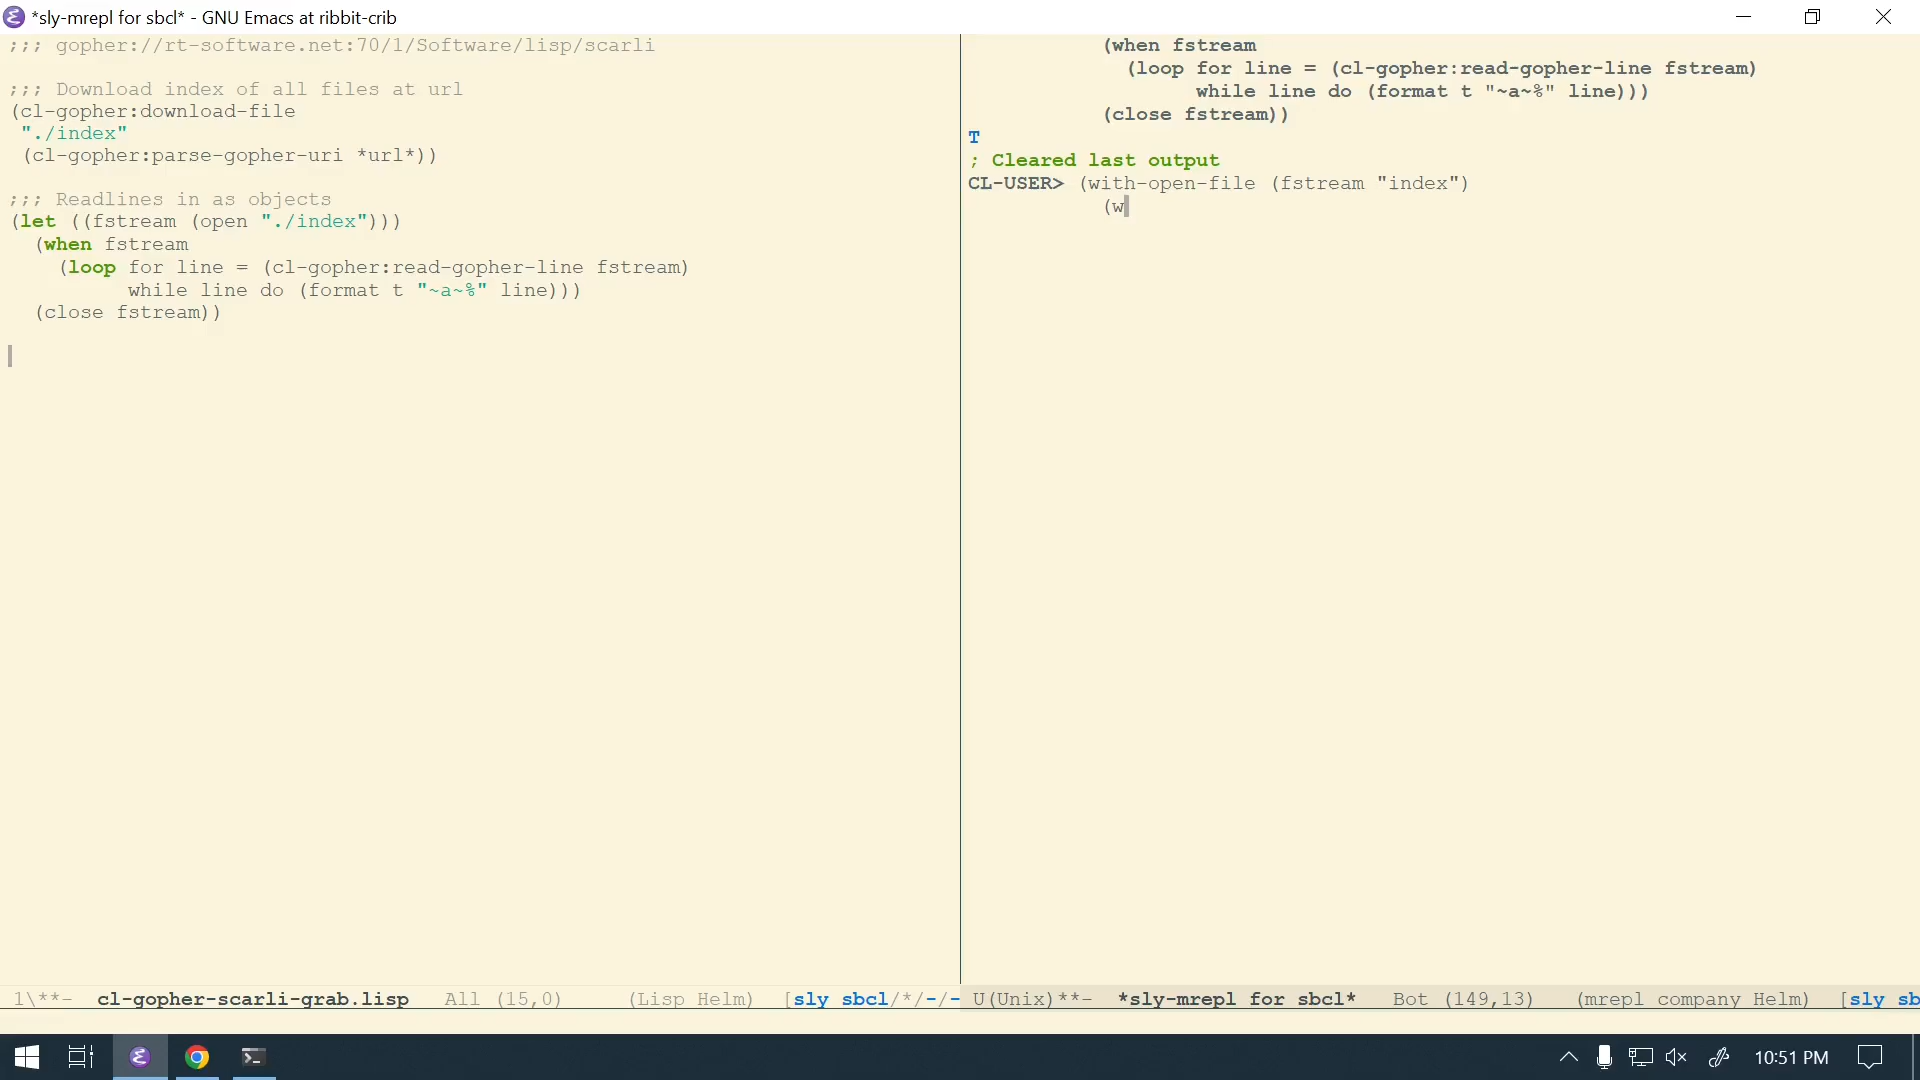 *sly-mrepl for sbcl* - GNU Emacs at ribbit-crib
;;; gopher://rt-software.net:70/1/Software/lisp/scarli
;;; Download index of all files at url
(cl-gopher:download-file
"./index"
(cl-gopher:parse-gopher-uri *url*))
;;; Readlines in as objects
(let ((fstream (open "./index")))
(when fstream
(loop for line = (cl-gopher:read-gopher-line fstream)
while line do (format t "~a~%" line)))
(close fstream))
1\**- cl-gopher-scarli-grab.lisp All (15,0) (Lisp Helm) [sly sbcl/*/-/-
(when fstream
(loop for line = (cl-gopher:read-gopher-line fstream)
while line do (format t "~a~%" line)))
(close fstream))
T
; Cleared last output
CL-USER> (with-open-file (fstream "index")
(w
U(Unix)**- *sly-mrepl for sbcl* Bot (149,13) (mrepl company Helm) [sly sb
10:51 PM